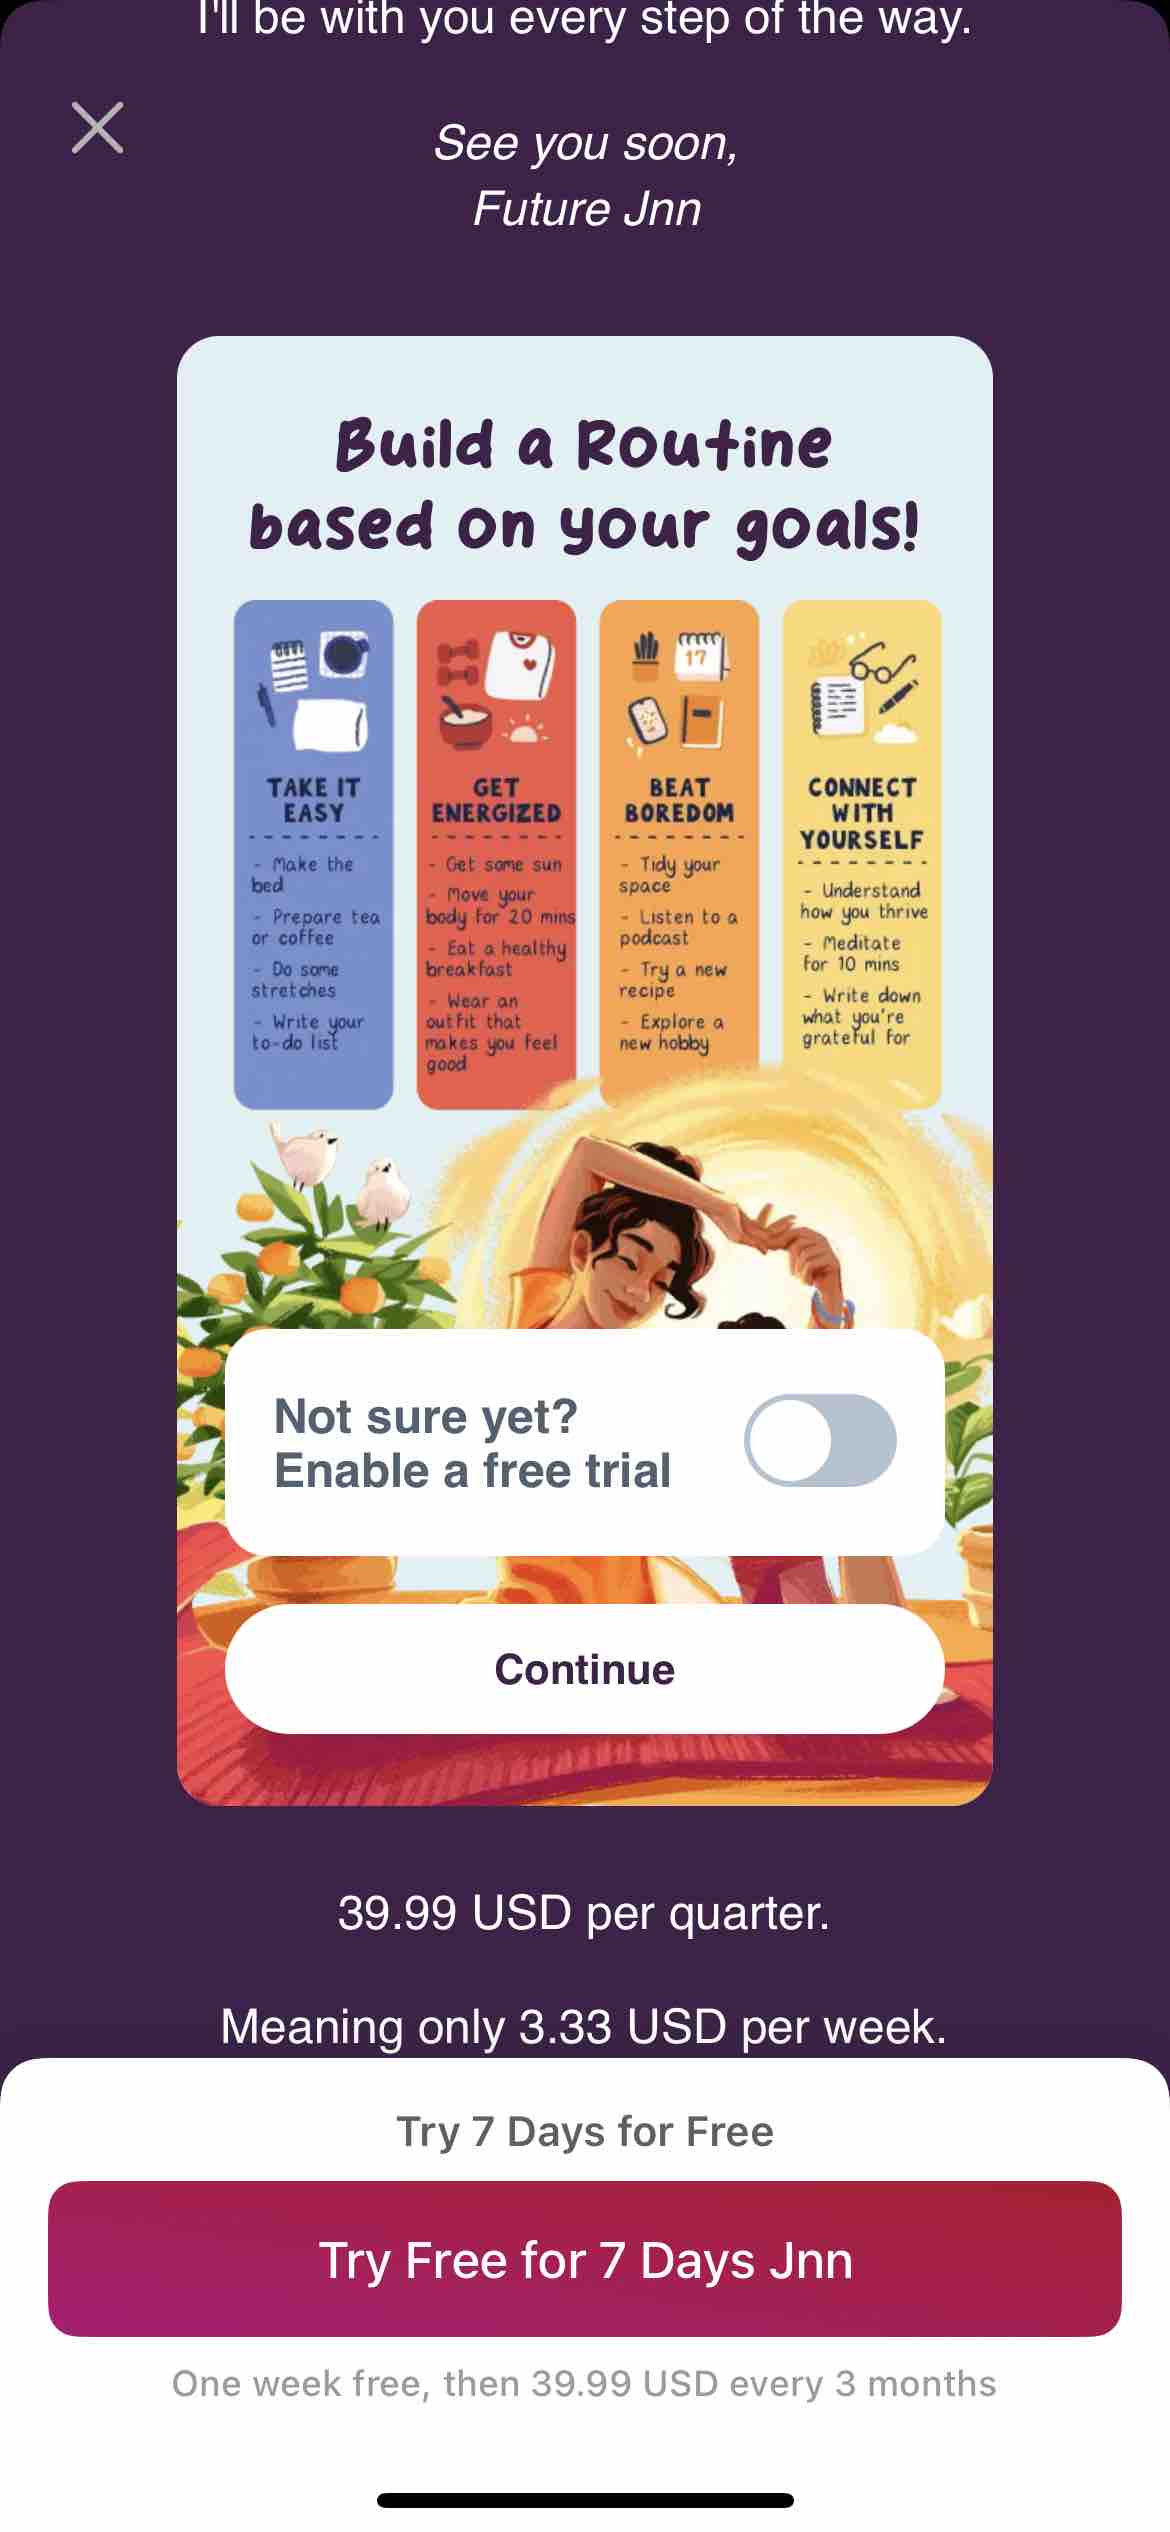 I'll be with you every step of the way.
See you soon,
Future Jnn
Build a Routine
based on your goals!
17
TAKE IT
EASY
- Make the
bed
- Prepare tea
or coffee
- Do some
stretches
- Write your
to-do list
GET
ENERGIZED
- Get some sun
- Move your
body for 20 mins
- Eat a healthy
breakfast
- Wear an
outfit that
makes you feel
good
BEAT
BOREDOM
- Tidy your
space
- Listen to a
podcast
- Try a new
recipe
- Explore a
new hobby
CONNECT
WITH
YOURSELF
- Understand
how you thrive
- Meditate
for 10 mins
- Write down
what you're
grateful for
Not sure yet?
Enable a free trial
Continue
39.99 USD per quarter.
Meaning only 3.33 USD per week.
Try 7 Days for Free
Try Free for 7 Days Jnn
One week free, then 39.99 USD every 3 months